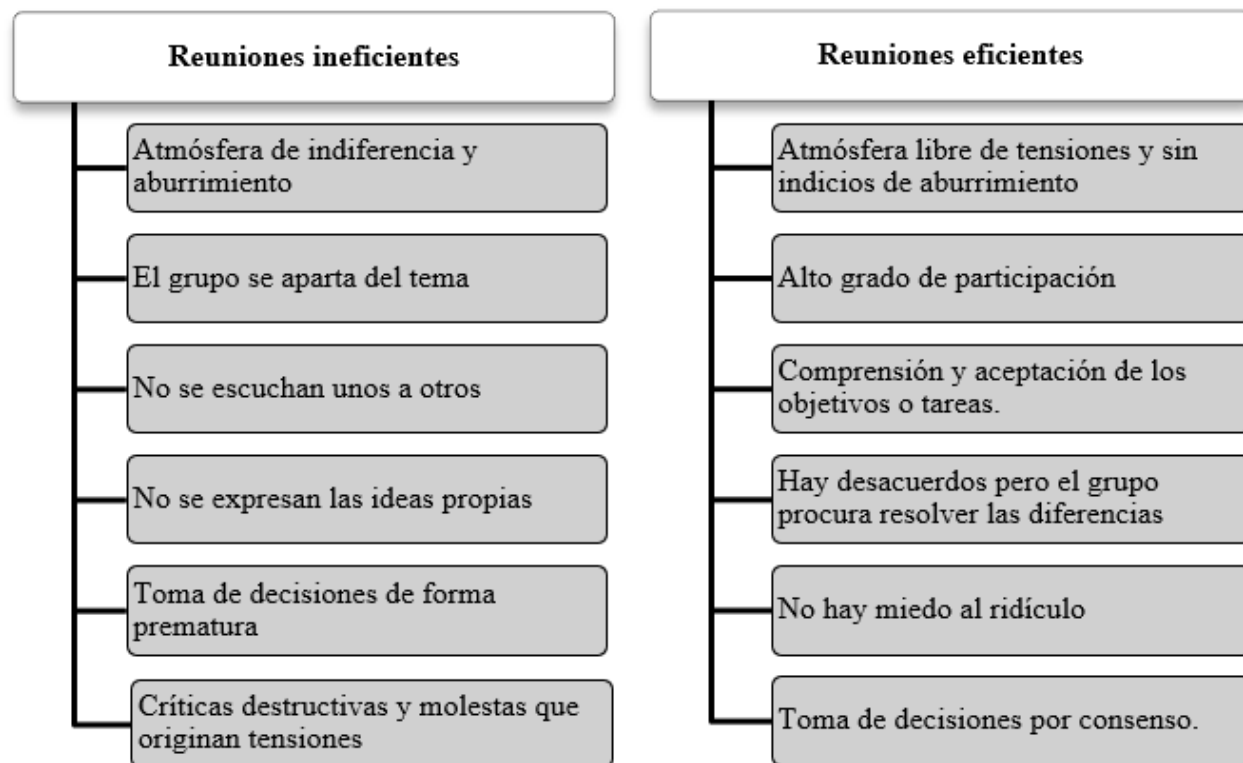 Reuniones ineficientes
Atmósfera de indiferencia y
aburrimiento
El grupo se aparta del tema
No se escuchan unos a otros
No se expresan las ideas propias
Toma de decisiones de forma
prematura
Críticas destructivas y molestas que
originan tensiones
Reuniones eficientes
Atmósfera libre de tensiones y sin
indicios de aburrimiento
Alto grado de participación
Comprensión y aceptación de los
objetivos o tareas.
Hay desacuerdos pero el grupo
procura resolver las diferencias
No hay miedo al ridículo
Toma de decisiones por consenso.